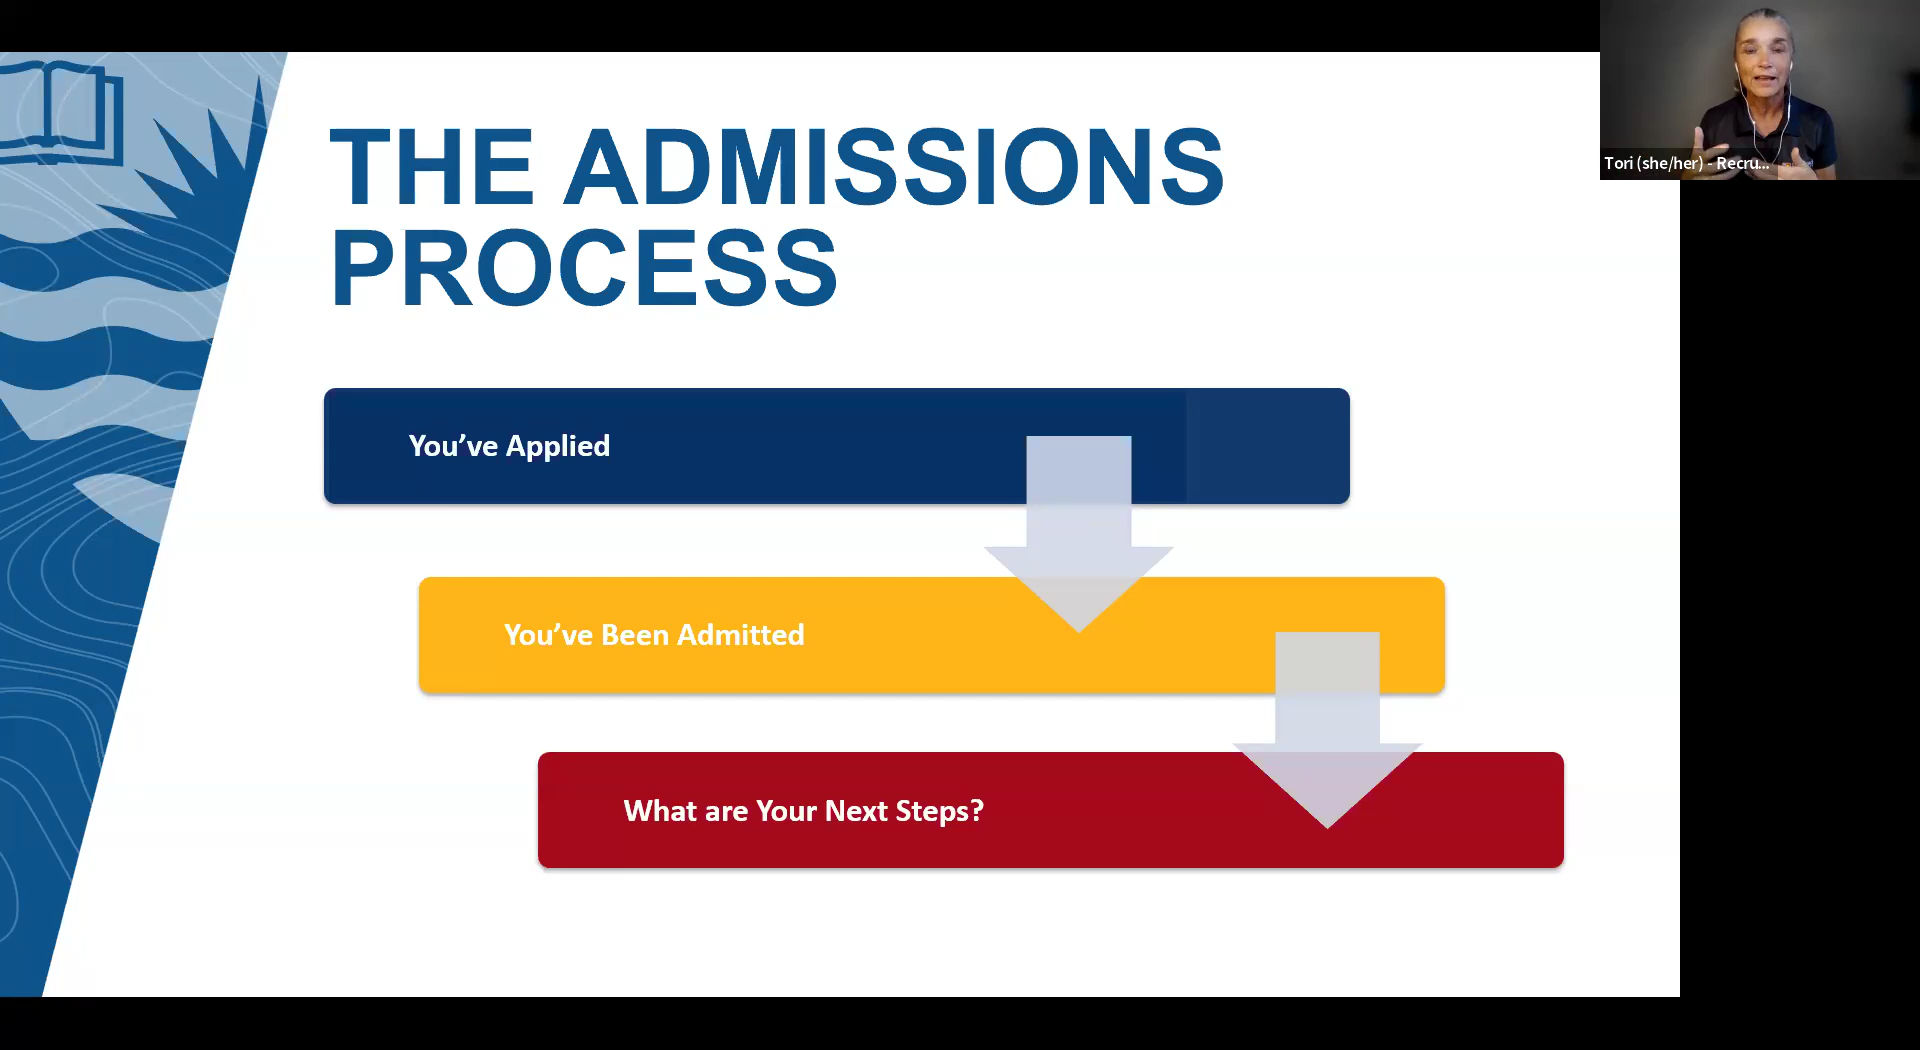 THE ADMISSIONS
PROCESS
You’ve Applied
You’ve Been Admitted
What are Your Next Steps?
Tori (she/her) - Recru...